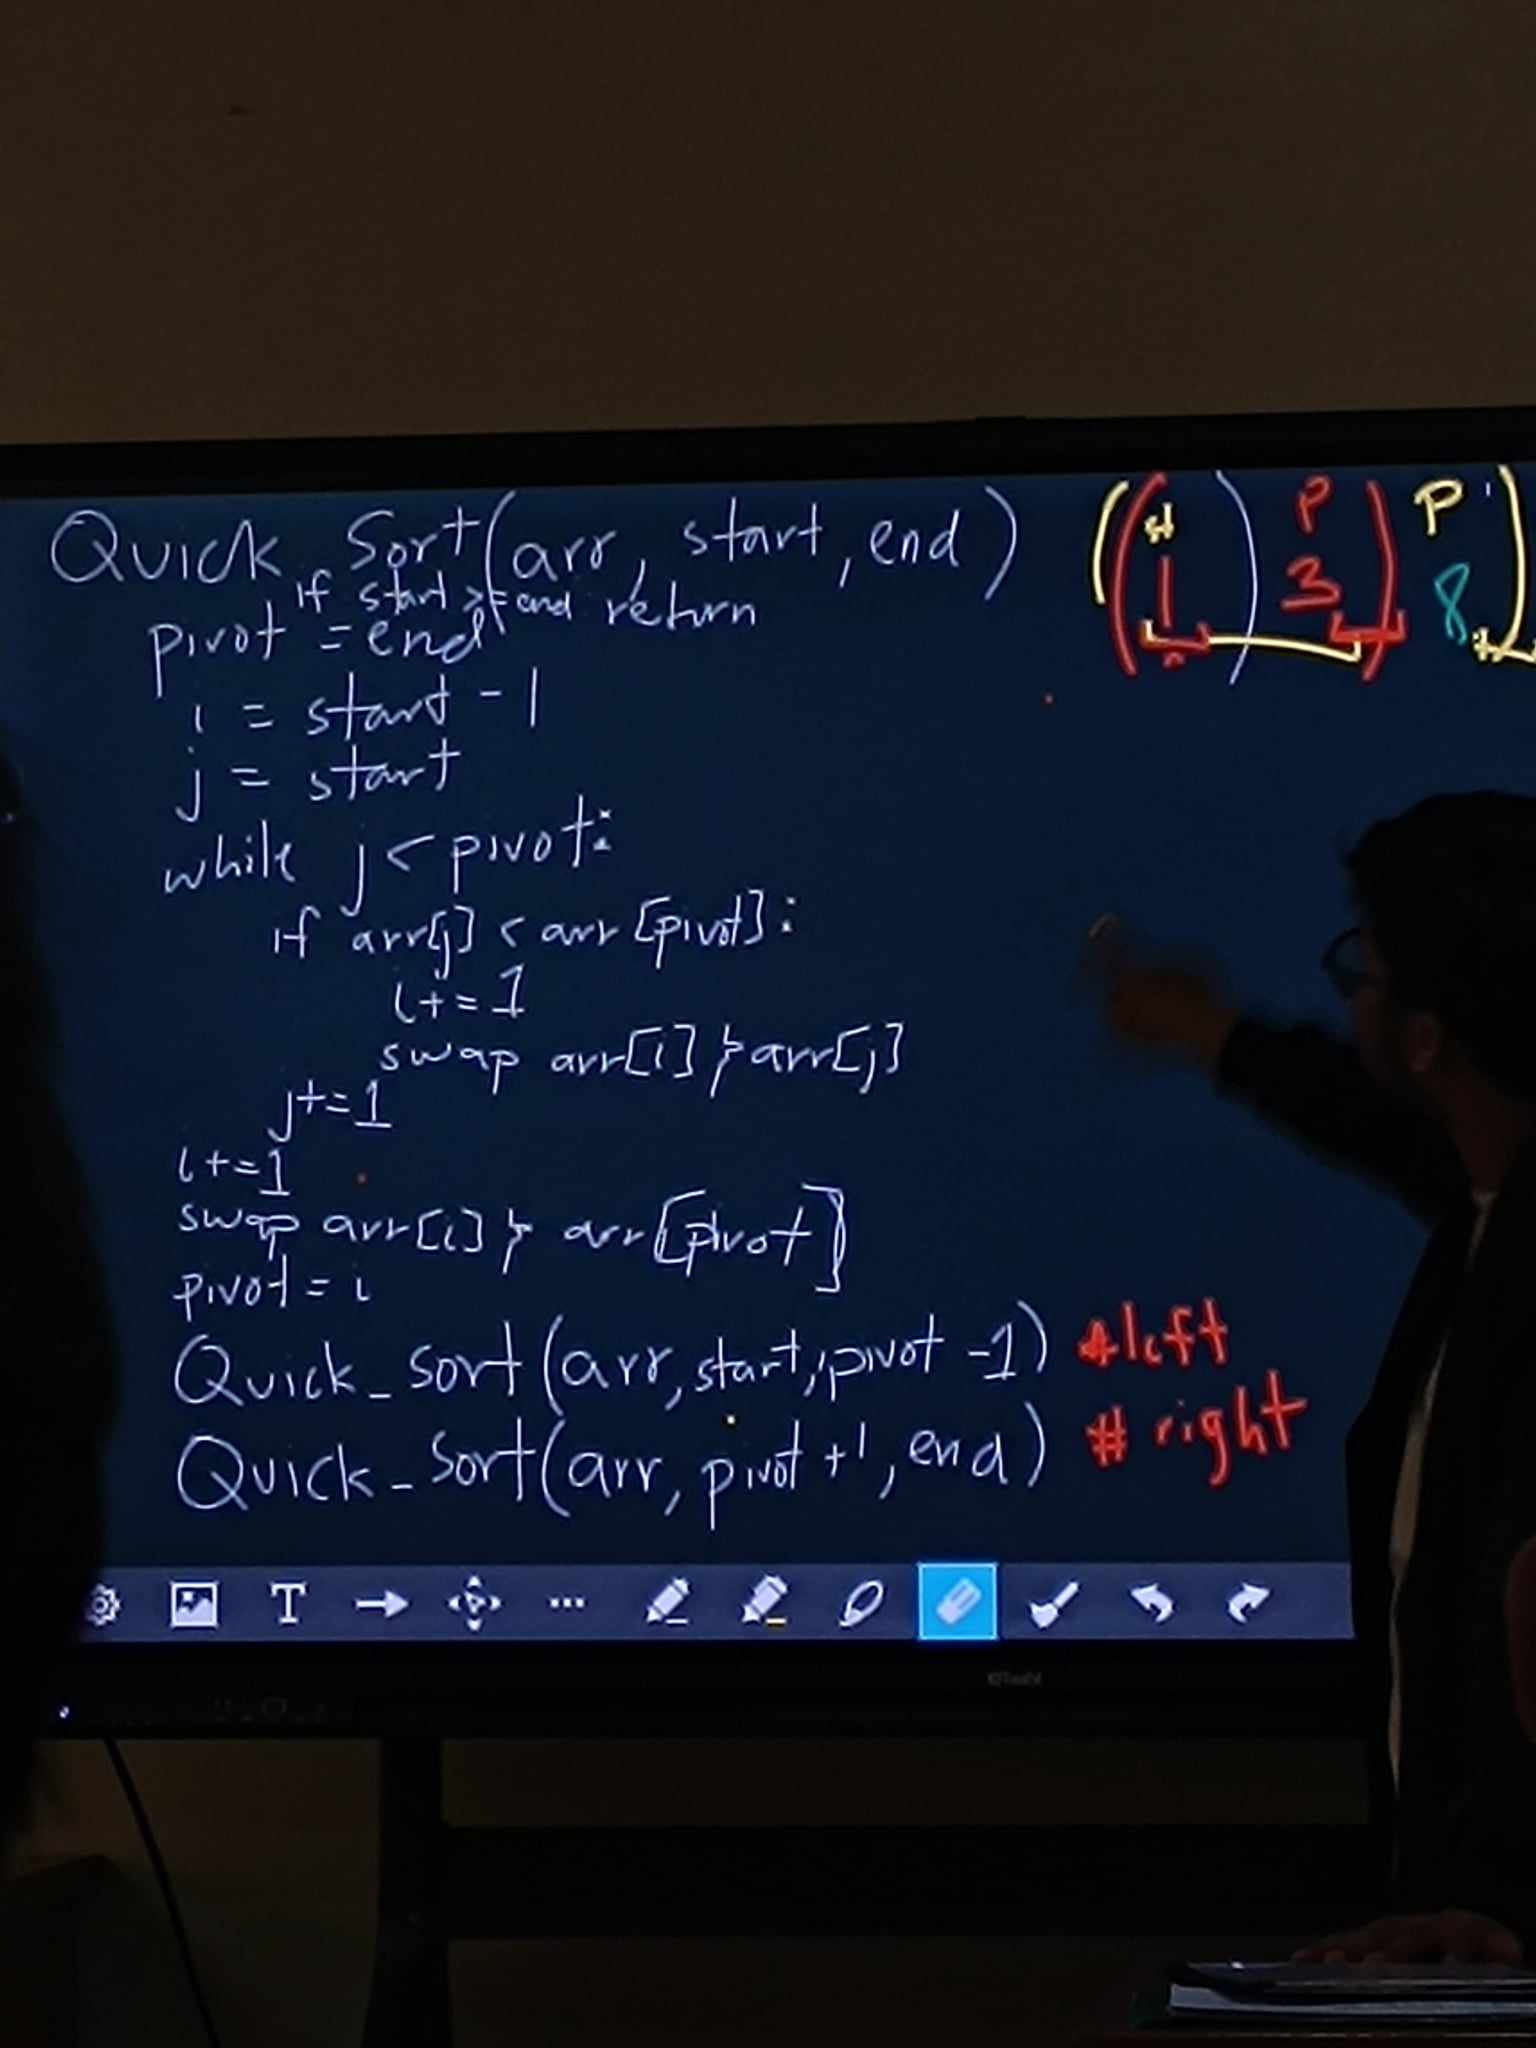 Quick_Sort(arr, start, end)
if start >= end return
pivot = end
i = start - 1
j = start
while j < pivot:
if arr[j] < arr[pivot]:
i += 1
swap arr[i] & arr[j]
j += 1
i += 1
swap arr[i] & arr[pivot]
pivot = i
Quick_sort(arr, start, pivot -1) # left
Quick_Sort(arr, pivot +1, end) # right
P P
1 3 8
T